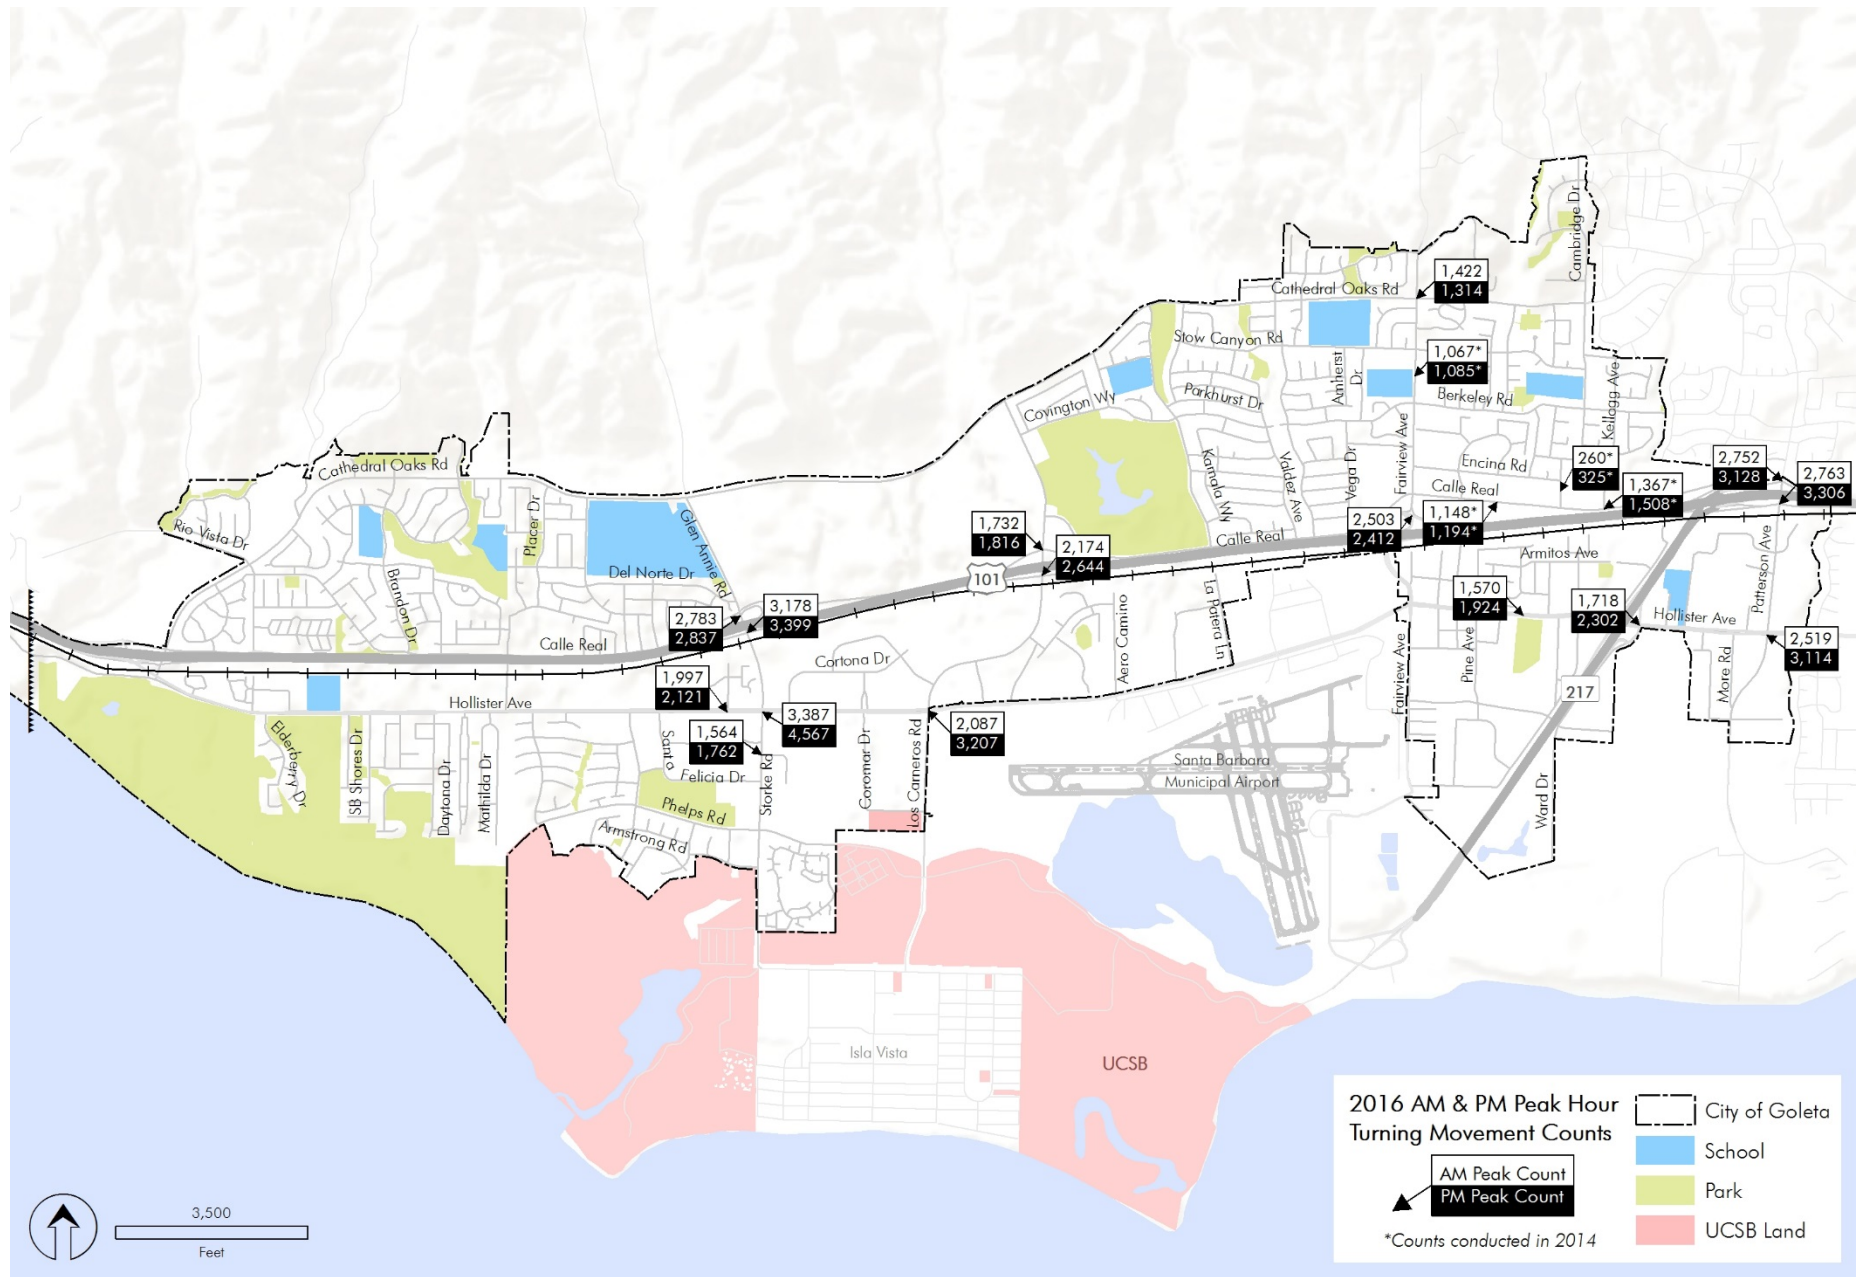 Cambridge Dr
1,422
1,314
Cathedral Oaks Rd
Stow Canyon Rd
1,067*
1,085*
Amherst
Dr
Parkhurst Dr
Berkeley Rd
Covington Wy
Kellogg Ave
Fairview Ave
Cathedral Oaks Rd
Kamala Wy
Valdez Ave
Vega Dr
Encina Rd
260*
325*
2,752
3,128
2,763
3,306
Calle Real
1,367*
1,508*
Placer Dr
Glen Annie Rd
Rio Vista Dr
1,732
1,816
2,503
2,412
1,148*
1,194*
Calle Real
2,174
2,644
Armitos Ave
Patterson Ave
101
Del Norte Dr
Brandon Dr
1,570
1,924
1,718
2,302
Hollister Ave
3,178
3,399
2,783
2,837
Aero Camino
La Patera Ln
Calle Real
Cortona Dr
Pine Ave
2,519
3,114
Fairview Ave
More Rd
1,997
2,121
217
Hollister Ave
3,387
4,567
2,087
3,207
1,564
1,762
Elderberry Dr
SB Shores Dr
Daytona Dr
Mathilda Dr
Santa
Felicia Dr
Storke Rd
Coromar Dr
Los Carneros Rd
Santa Barbara
Municipal Airport
Phelps Rd
Armstrong Rd
Ward Dr
Isla Vista
UCSB
2016 AM & PM Peak Hour
Turning Movement Counts
AM Peak Count
PM Peak Count
*Counts conducted in 2014
City of Goleta
School
Park
UCSB Land
3,500
Feet